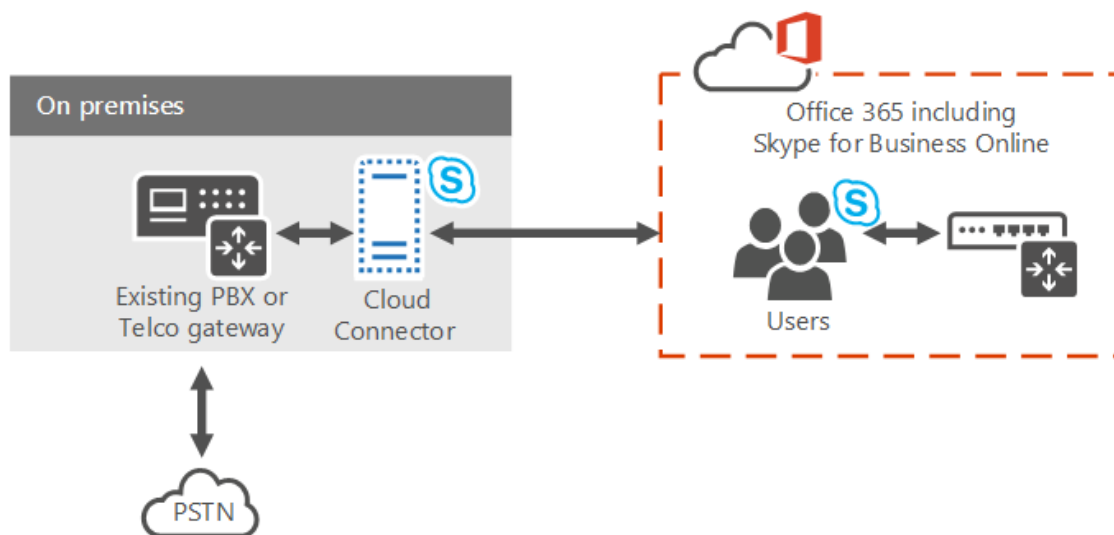 On premises
Existing PBX or
Telco gateway
Cloud
Connector
S
PSTN
Office 365 including
Skype for Business Online
S
Users